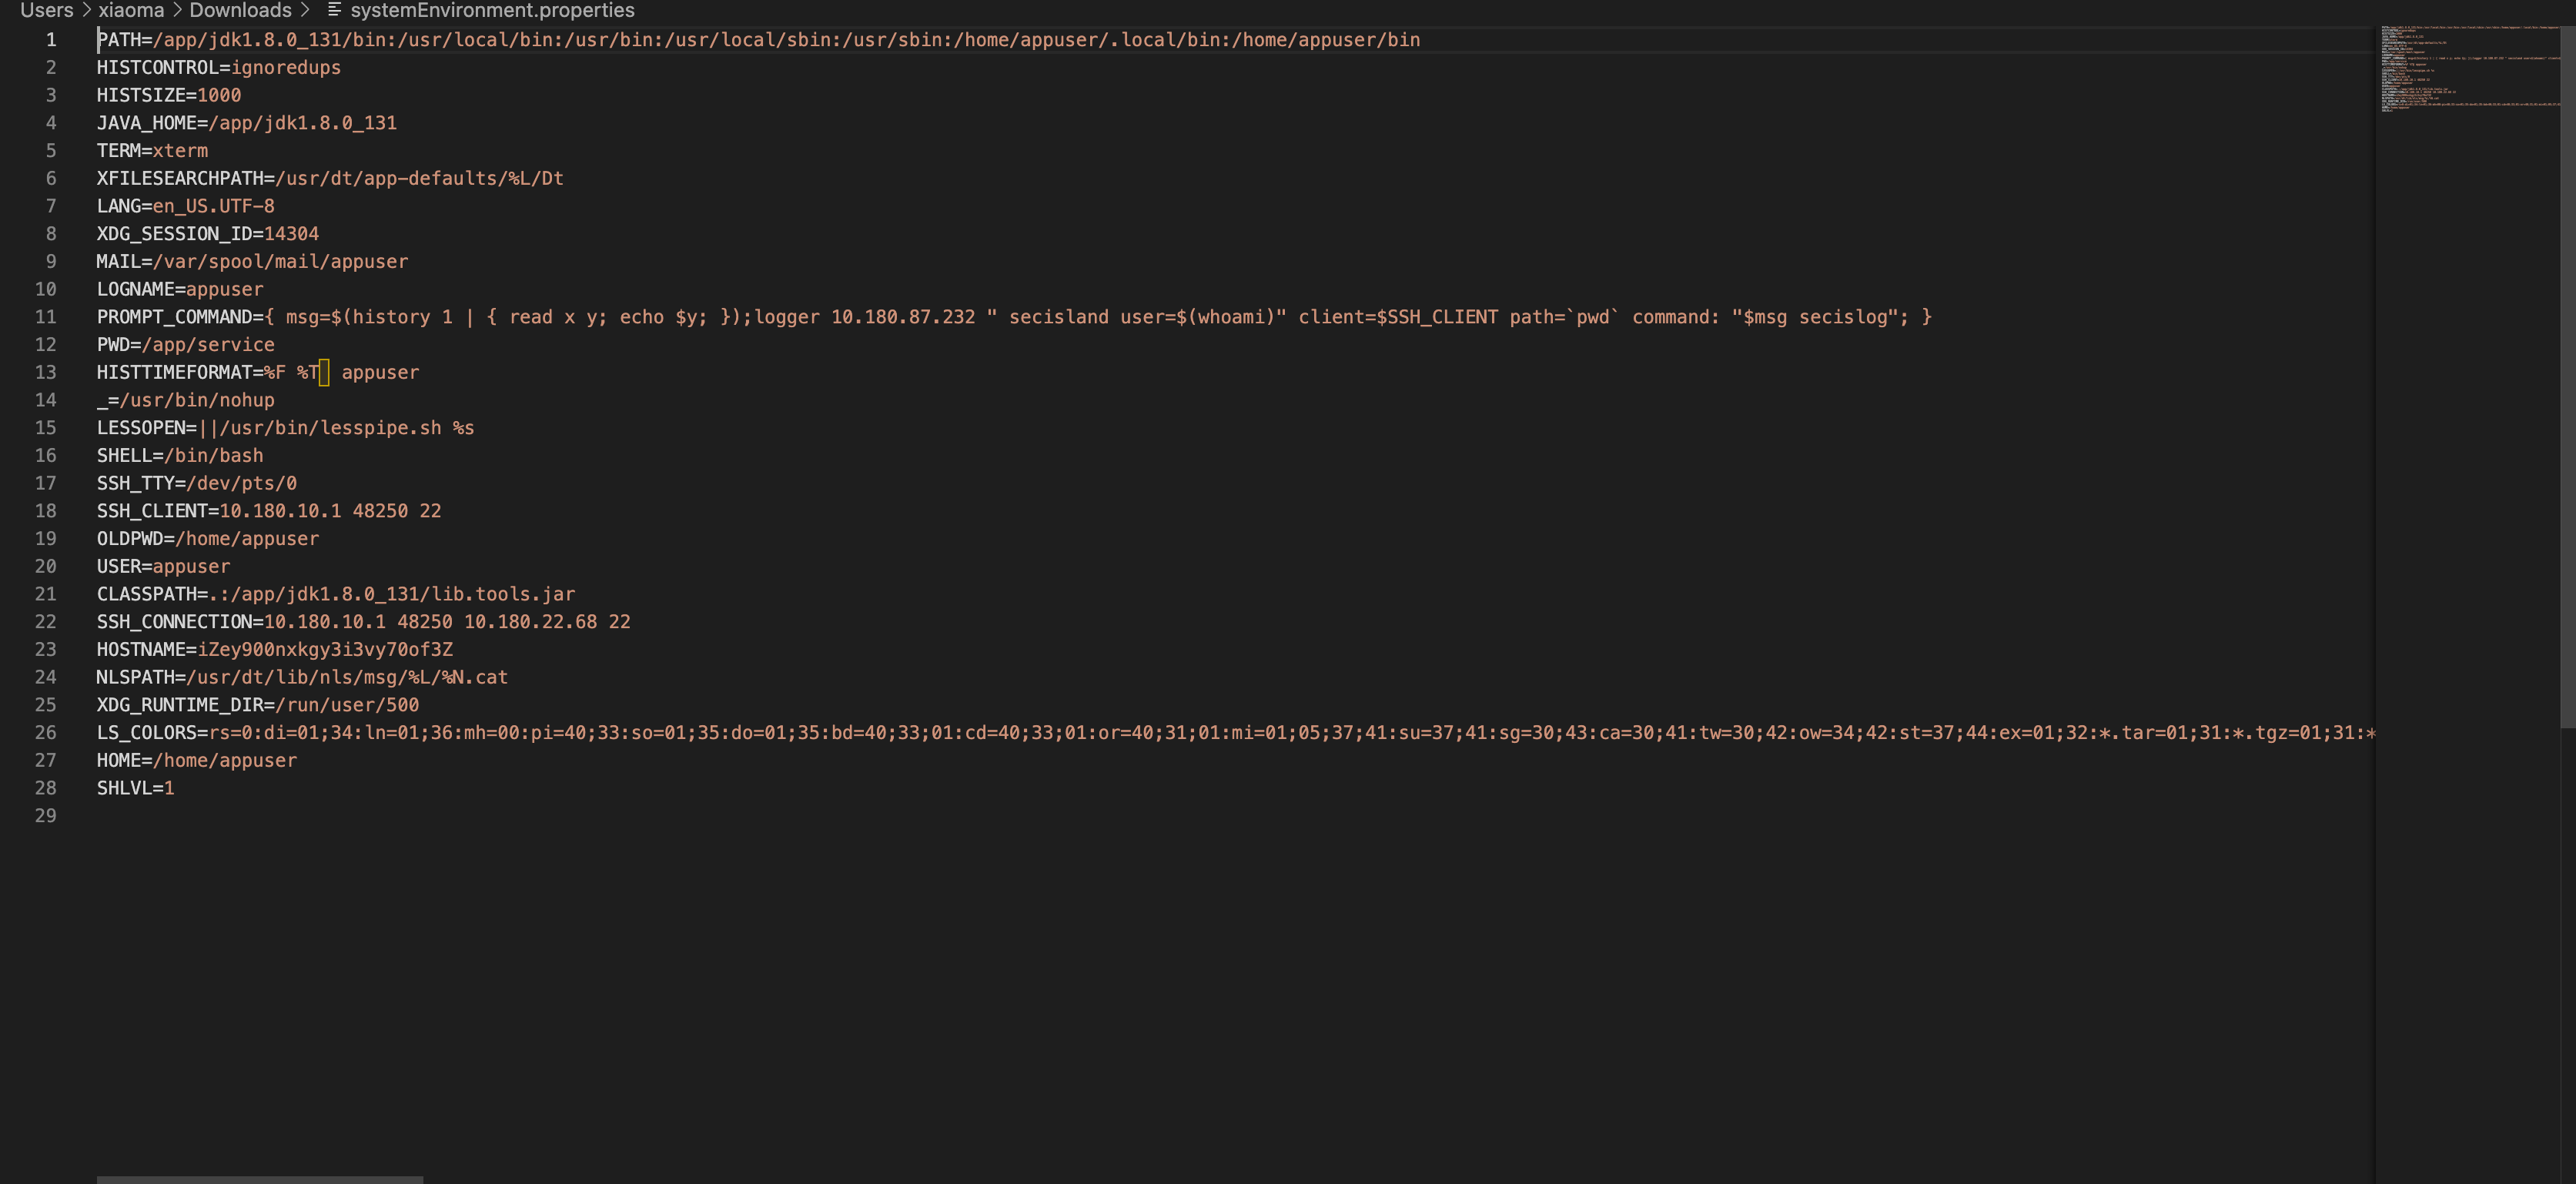 Users > xiaoma > Downloads > systemEnvironment.properties
1 PATH=/app/jdk1.8.0_131/bin:/usr/local/bin:/usr/bin:/usr/local/sbin:/usr/sbin:/home/appuser/.local/bin:/home/appuser/bin
2 HISTCONTROL=ignoredups
3 HISTSIZE=1000
4 JAVA_HOME=/app/jdk1.8.0_131
5 TERM=xterm
6 XFILESEARCHPATH=/usr/dt/app-defaults/%L/Dt
7 LANG=en_US.UTF-8
8 XDG_SESSION_ID=14304
9 MAIL=/var/spool/mail/appuser
10 LOGNAME=appuser
11 PROMPT_COMMAND={ msg=$(history 1 | { read x y; echo $y; });logger 10.180.87.232 " secisland user=$(whoami)" client=$SSH_CLIENT path=`pwd` command: "$msg secislog"; }
12 PWD=/app/service
13 HISTTIMEFORMAT=%F %T  appuser
14 _=/usr/bin/nohup
15 LESSOPEN=||/usr/bin/lesspipe.sh %s
16 SHELL=/bin/bash
17 SSH_TTY=/dev/pts/0
18 SSH_CLIENT=10.180.10.1 48250 22
19 OLDPWD=/home/appuser
20 USER=appuser
21 CLASSPATH=.:/app/jdk1.8.0_131/lib.tools.jar
22 SSH_CONNECTION=10.180.10.1 48250 10.180.22.68 22
23 HOSTNAME=iZey900nxkgy3i3vy70of3Z
24 NLSPATH=/usr/dt/lib/nls/msg/%L/%N.cat
25 XDG_RUNTIME_DIR=/run/user/500
26 LS_COLORS=rs=0:di=01;34:ln=01;36:mh=00:pi=40;33:so=01;35:do=01;35:bd=40;33;01:cd=40;33;01:or=40;31;01:mi=01;05;37;41:su=37;41:sg=30;43:ca=30;41:tw=30;42:ow=34;42:st=37;44:ex=01;32:*.tar=01;31:*.tgz=01;31:*
27 HOME=/home/appuser
28 SHLVL=1
29